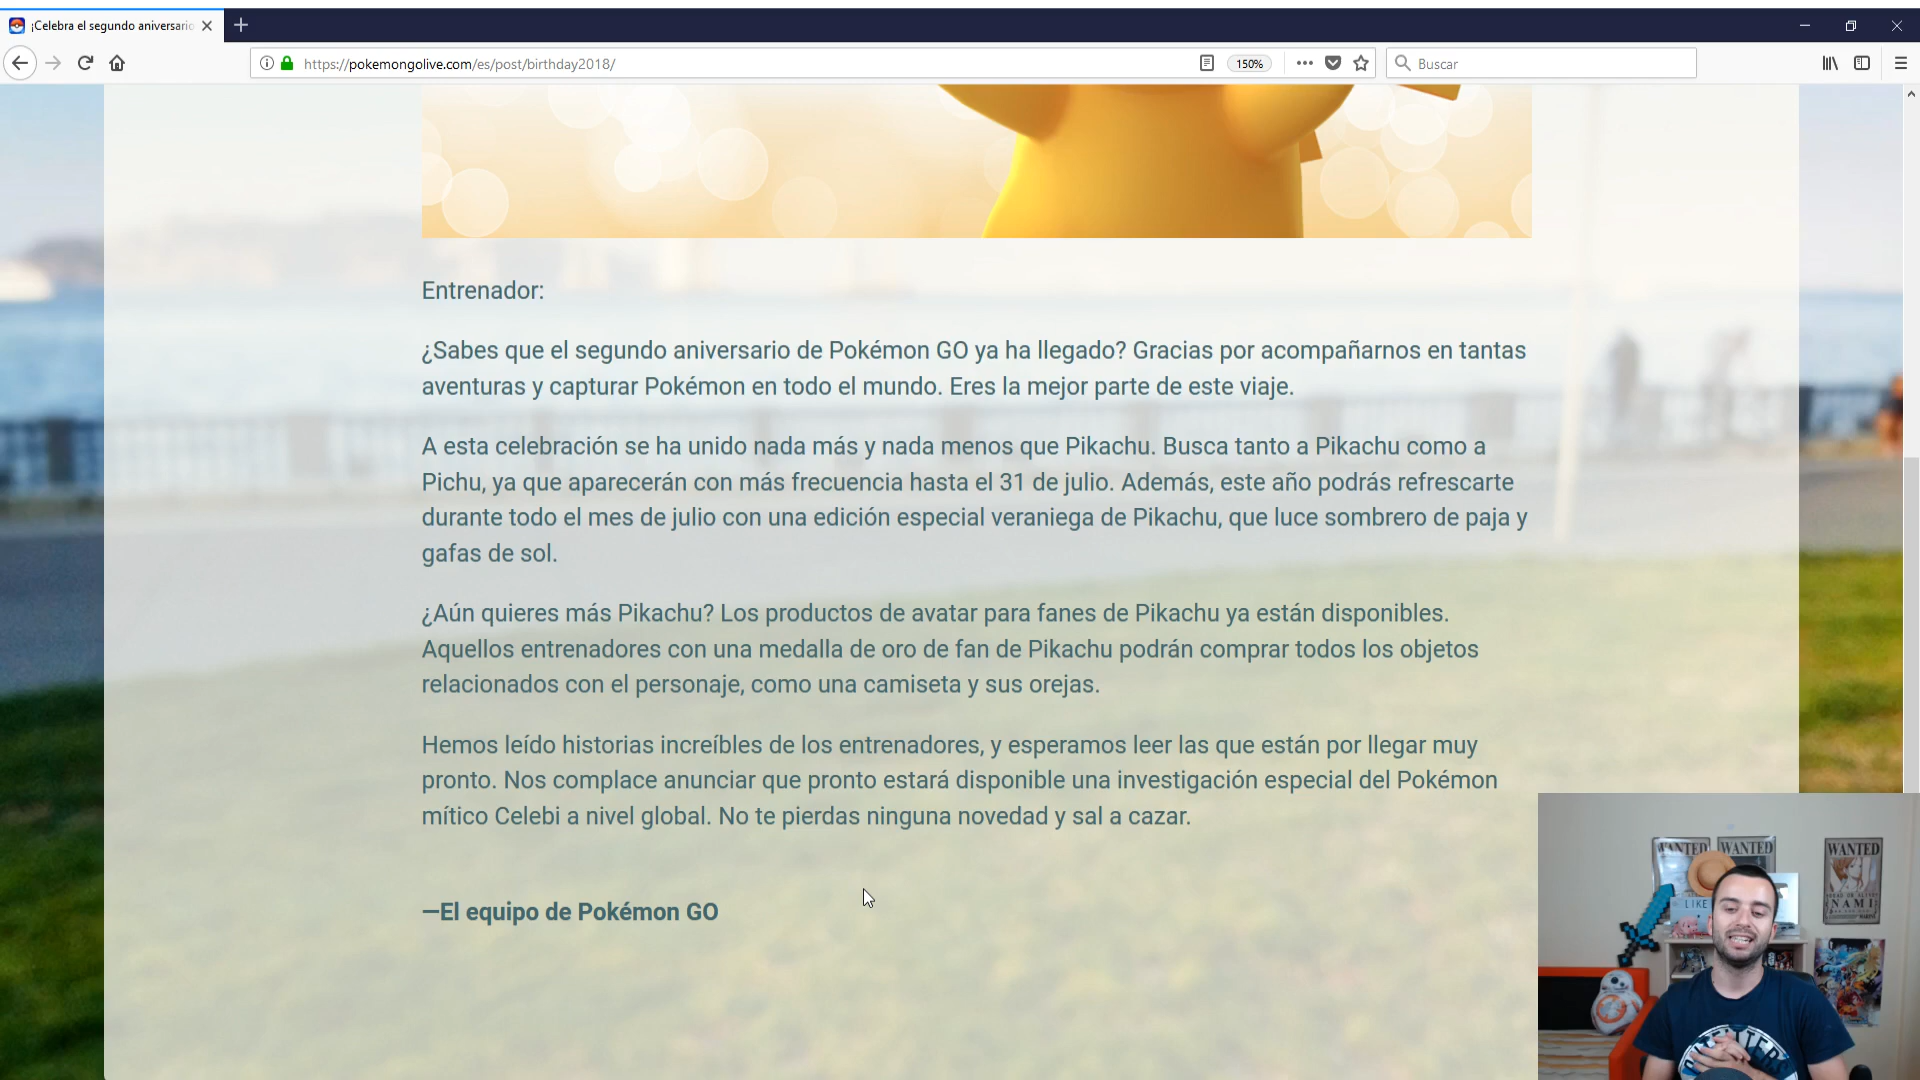 ¡Celebra el segundo aniversario
https://pokemongolive.com/es/post/birthday2018/
150%
Buscar
Entrenador:
¿Sabes que el segundo aniversario de Pokémon GO ya ha llegado? Gracias por acompañarnos en tantas
aventuras y capturar Pokémon en todo el mundo. Eres la mejor parte de este viaje.
A esta celebración se ha unido nada más y nada menos que Pikachu. Busca tanto a Pikachu como a
Pichu, ya que aparecerán con más frecuencia hasta el 31 de julio. Además, este año podrás refrescarte
durante todo el mes de julio con una edición especial veraniega de Pikachu, que luce sombrero de paja y
gafas de sol.
¿Aún quieres más Pikachu? Los productos de avatar para fanes de Pikachu ya están disponibles.
Aquellos entrenadores con una medalla de oro de fan de Pikachu podrán comprar todos los objetos
relacionados con el personaje, como una camiseta y sus orejas.
Hemos leído historias increíbles de los entrenadores, y esperamos leer las que están por llegar muy
pronto. Nos complace anunciar que pronto estará disponible una investigación especial del Pokémon
mítico Celebi a nivel global. No te pierdas ninguna novedad y sal a cazar.
—El equipo de Pokémon GO
WANTED
WANTED
WANTED
NAMI
LIKE